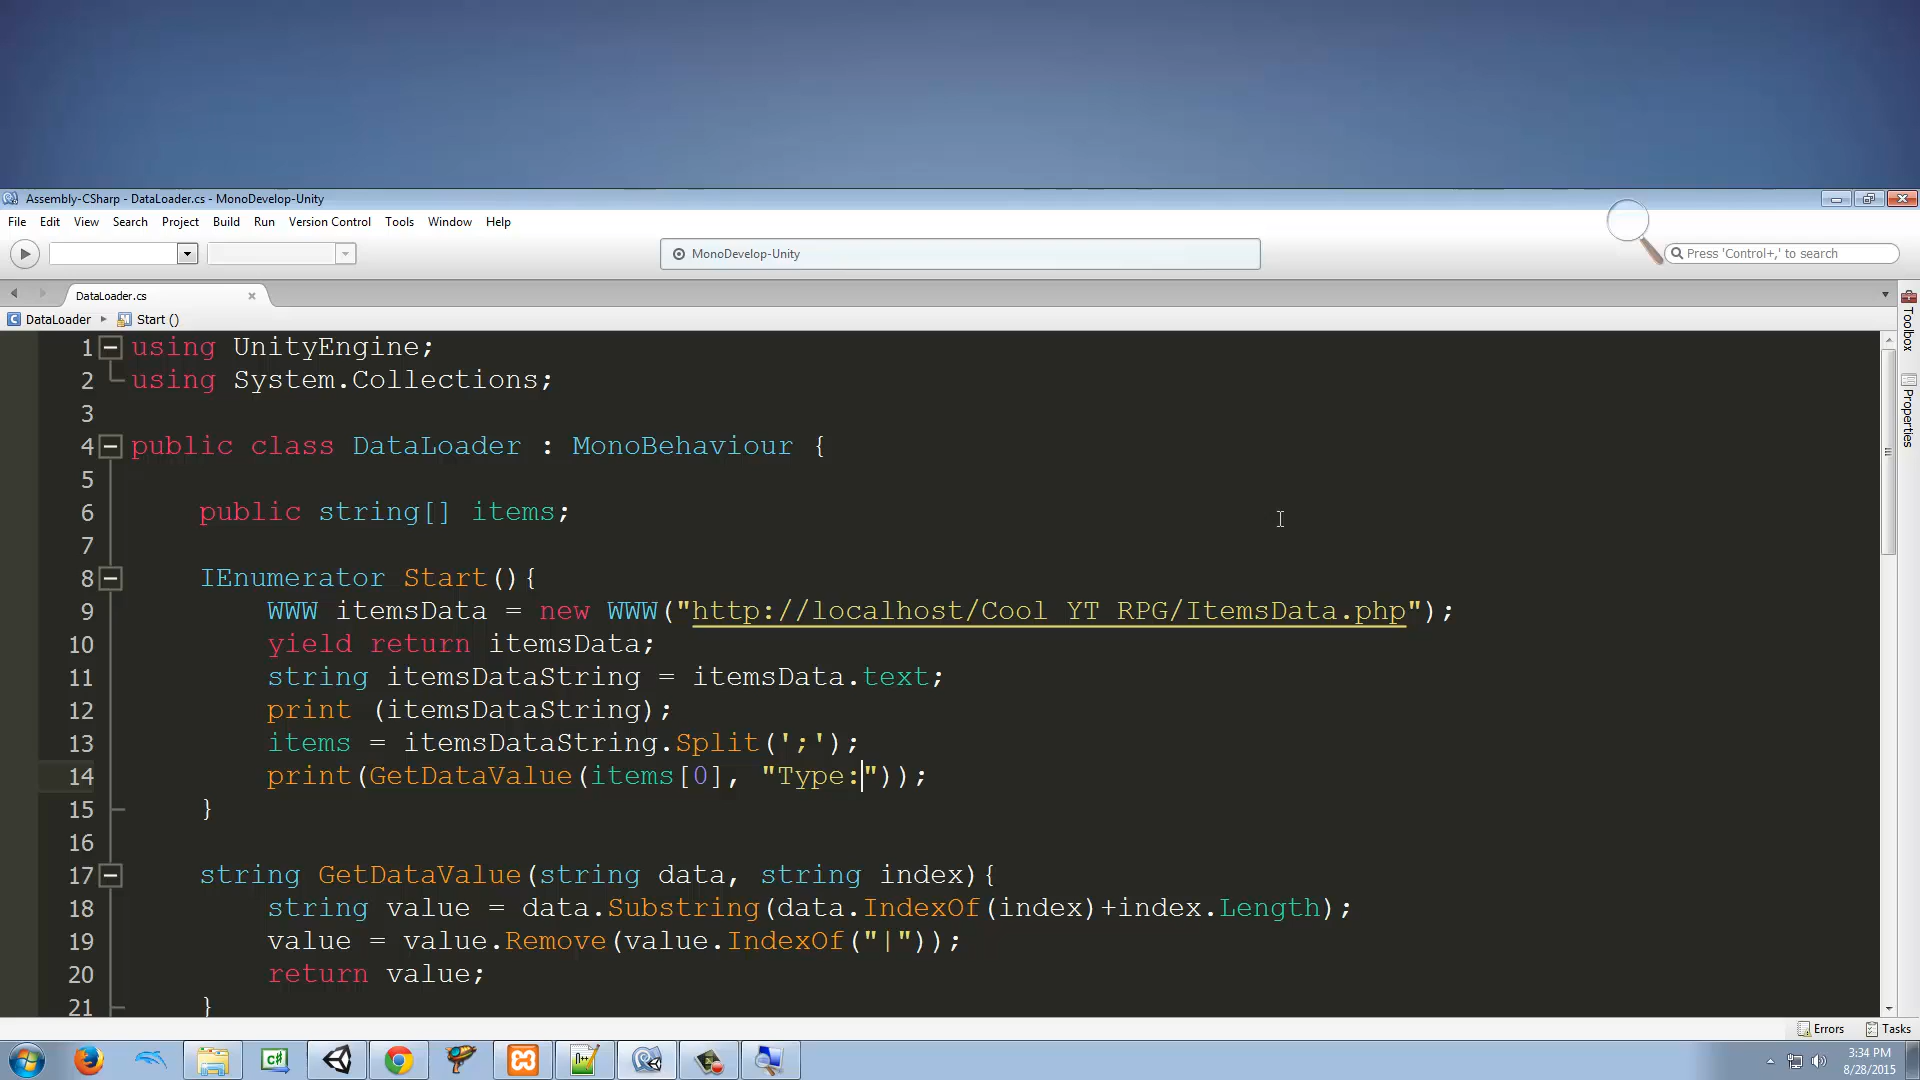 Assembly-CSharp - DataLoader.cs - MonoDevelop-Unity
File Edit View Search Project Build Run Version Control Tools Window Help
MonoDevelop-Unity
Press 'Control+,' to search
DataLoader.cs
DataLoader Start ()
Toolbox
Properties
1 using UnityEngine;
2 using System.Collections;
3
4 public class DataLoader : MonoBehaviour {
5
6 public string[] items;
7
8 IEnumerator Start(){
9 WWW itemsData = new WWW("http://localhost/Cool_YT_RPG/ItemsData.php");
10 yield return itemsData;
11 string itemsDataString = itemsData.text;
12 print (itemsDataString);
13 items = itemsDataString.Split(';');
14 print(GetDataValue(items[0], "Type:"));
15 }
16
17 string GetDataValue(string data, string index){
18 string value = data.Substring(data.IndexOf(index)+index.Length);
19 value = value.Remove(value.IndexOf("|"));
20 return value;
21 }
Errors Tasks
C#
3:34 PM
8/28/2015